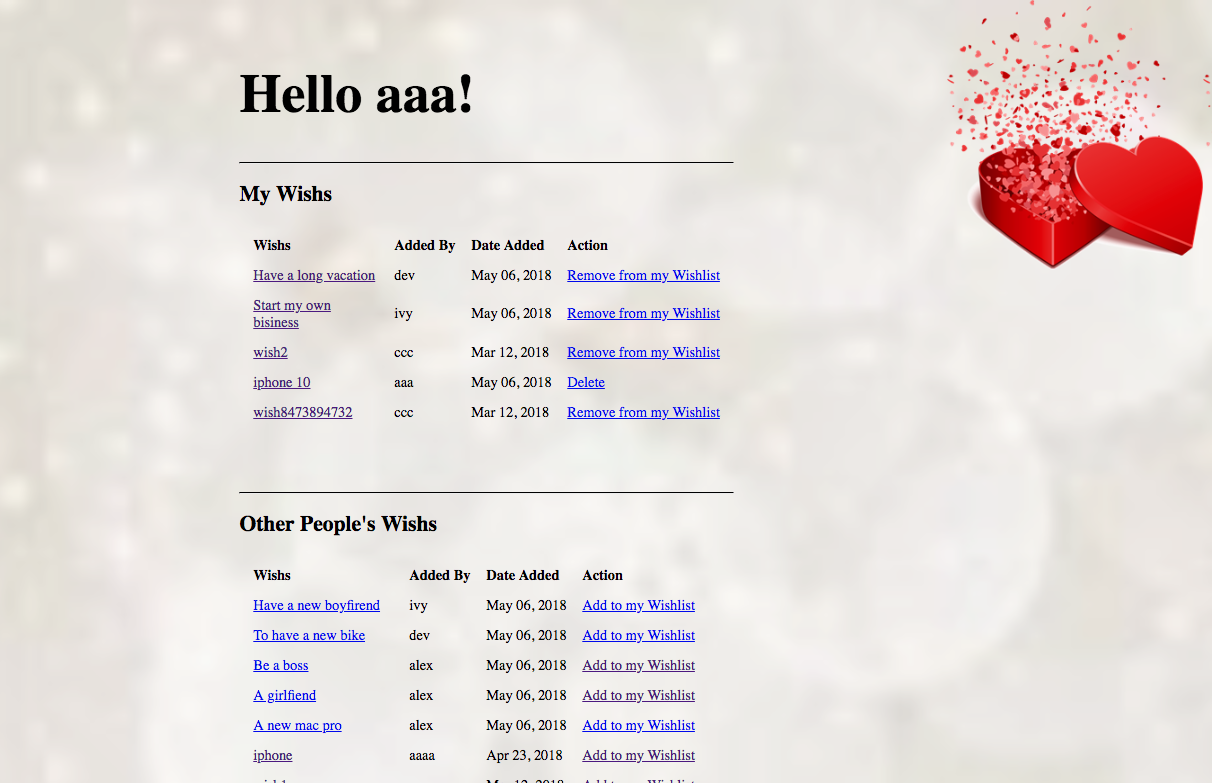 Hello aaa!
My Wishs
Wishs Added By Date Added Action
Have a long vacation dev May 06, 2018 Remove from my Wishlist
Start my own
bisiness ivy May 06, 2018 Remove from my Wishlist
wish2 ccc Mar 12, 2018 Remove from my Wishlist
iphone 10 aaa May 06, 2018 Delete
wish8473894732 ccc Mar 12, 2018 Remove from my Wishlist
Other People's Wishs
Wishs Added By Date Added Action
Have a new boyfirend ivy May 06, 2018 Add to my Wishlist
To have a new bike dev May 06, 2018 Add to my Wishlist
Be a boss alex May 06, 2018 Add to my Wishlist
A girlfiend alex May 06, 2018 Add to my Wishlist
A new mac pro alex May 06, 2018 Add to my Wishlist
iphone aaaa Apr 23, 2018 Add to my Wishlist